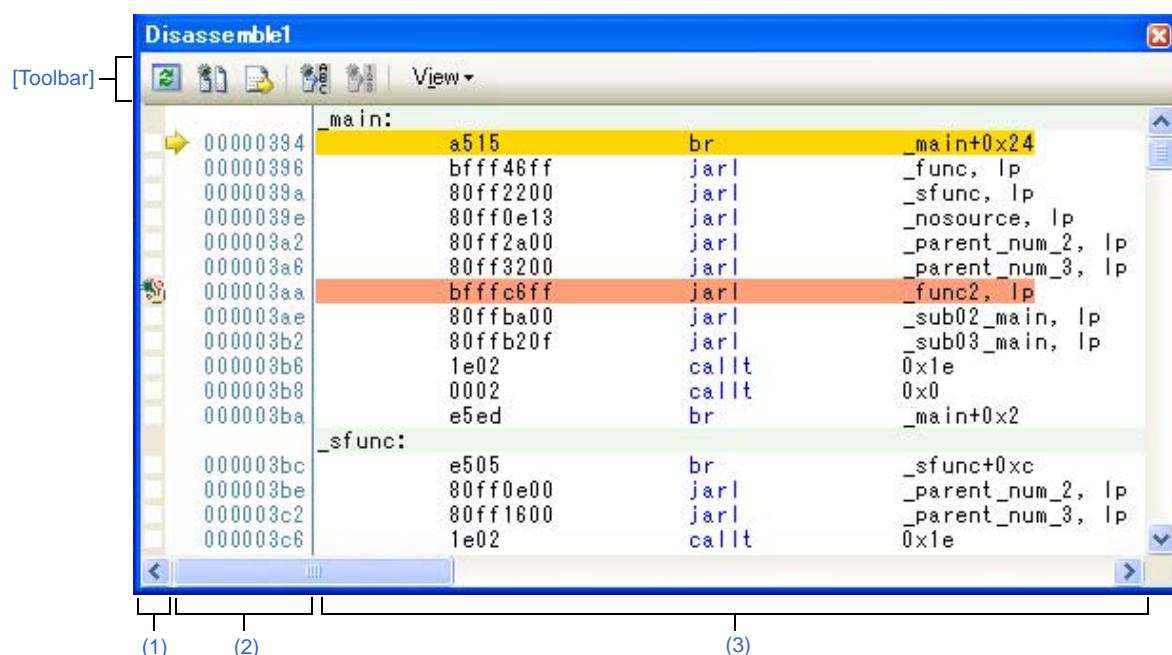 Disassemble1
[Toolbar]
View
_main:
00000394 a515 br _main+0x24
00000396 bfff46ff jarl _func, lp
0000039a 80ff2200 jarl _sfunc, lp
0000039e 80ff0e13 jarl _nosource, lp
000003a2 80ff2a00 jarl _parent_num_2, lp
000003a6 80ff3200 jarl _parent_num_3, lp
000003aa bfffc6ff jarl _func2, lp
000003ae 80ffba00 jarl _sub02_main, lp
000003b2 80ffb20f jarl _sub03_main, lp
000003b6 1e02 callt 0x1e
000003b8 0002 callt 0x0
000003ba e5ed br _main+0x2
_sfunc:
000003bc e505 br _sfunc+0xc
000003be 80ff0e00 jarl _parent_num_2, lp
000003c2 80ff1600 jarl _parent_num_3, lp
000003c6 1e02 callt 0x1e
(1) (2) (3)